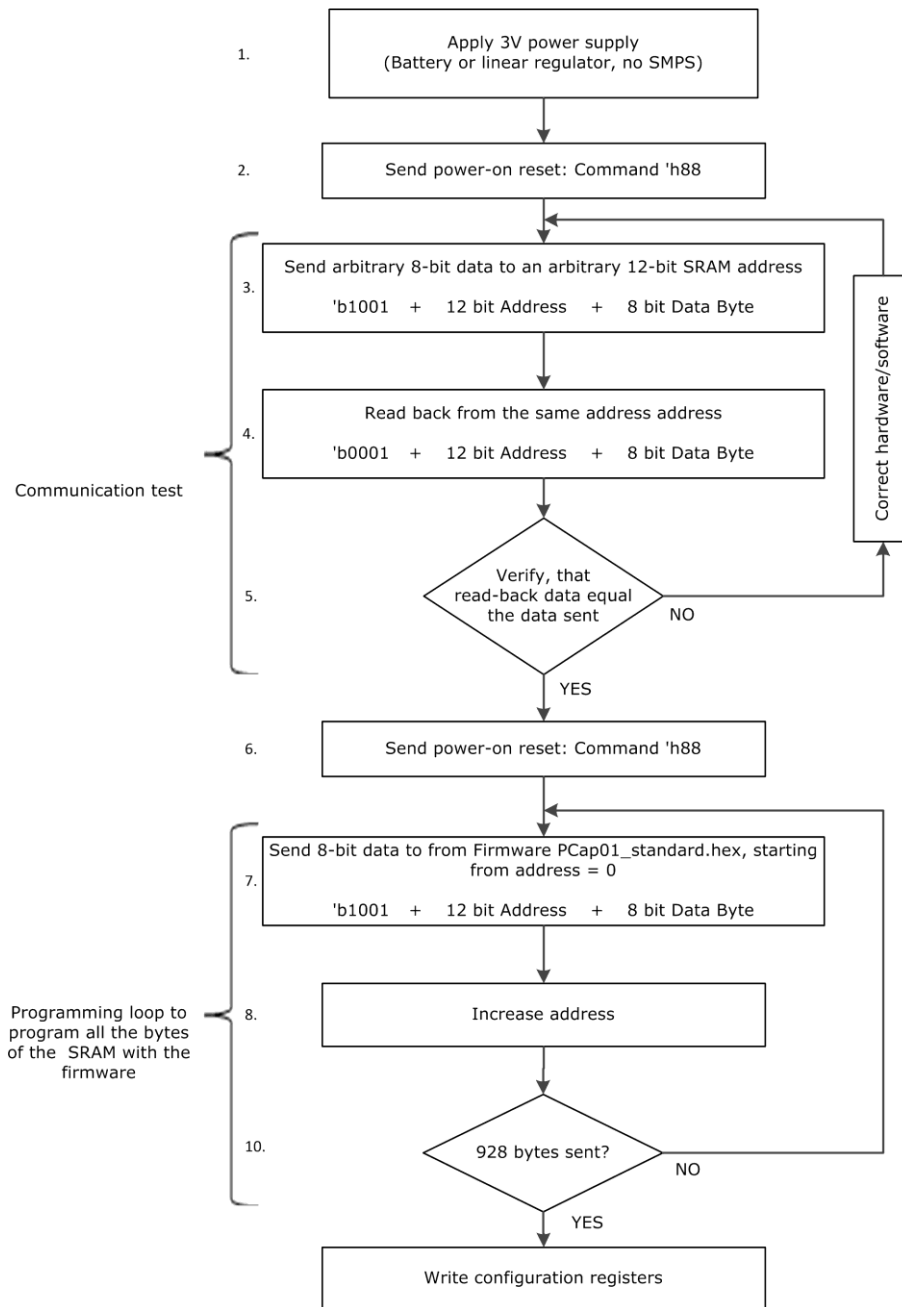 1.
Apply 3V power supply
(Battery or linear regulator, no SMPS)
2.
Send power-on reset: Command 'h88
3.
Send arbitrary 8-bit data to an arbitrary 12-bit SRAM address
'b1001 + 12 bit Address + 8 bit Data Byte
Correct hardware/software
4.
Read back from the same address address
'b0001 + 12 bit Address + 8 bit Data Byte
Communication test
5.
Verify, that
read-back data equal
the data sent
NO
YES
6.
Send power-on reset: Command 'h88
7.
Send 8-bit data to from Firmware PCap01_standard.hex, starting
from address = 0
'b1001 + 12 bit Address + 8 bit Data Byte
Programming loop to
program all the bytes
of the SRAM with the
firmware
8.
Increase address
10.
928 bytes sent?
NO
YES
Write configuration registers